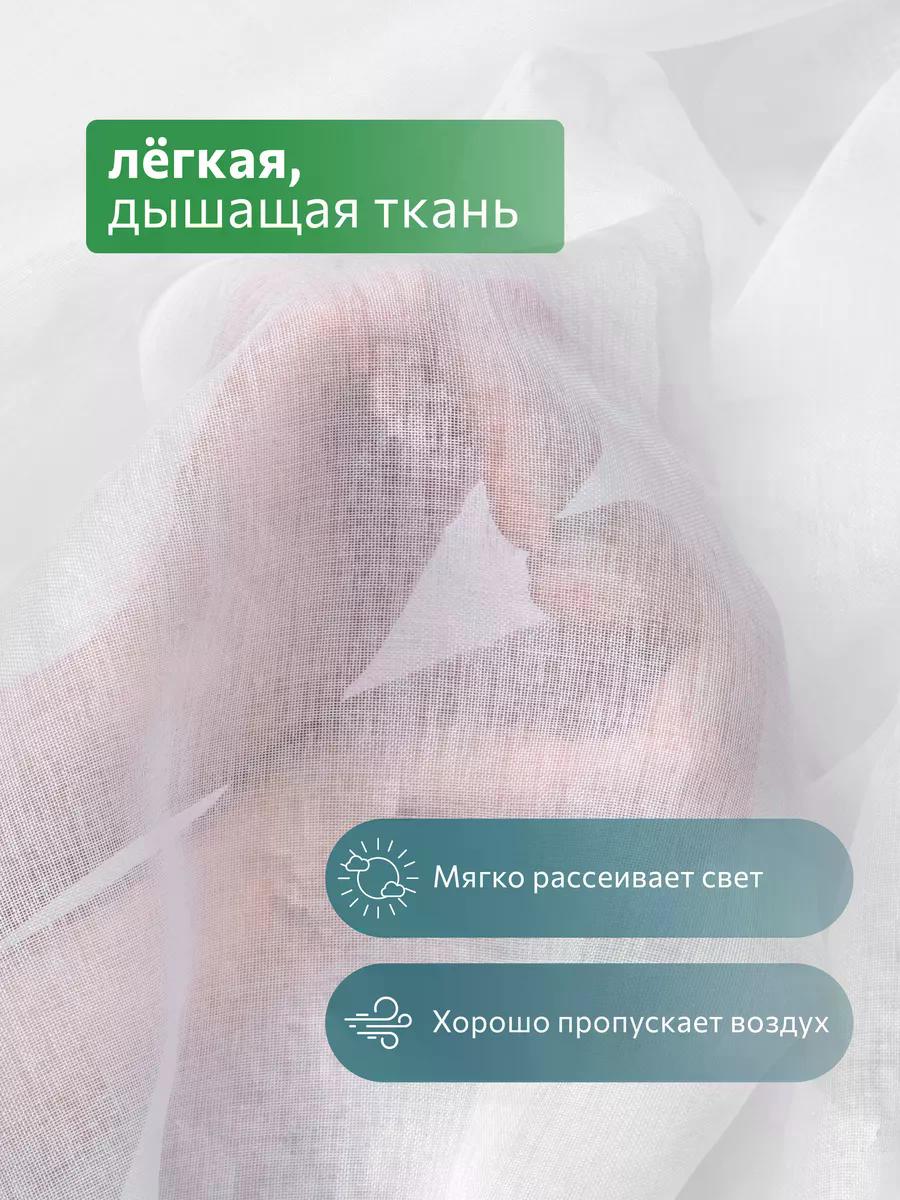 лёгкая,
дышащая ткань
Мягко рассеивает свет
Хорошо пропускает воздух